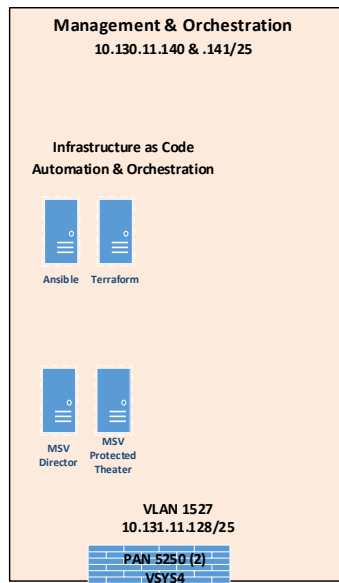 Management & Orchestration
10.130.11.140 & .141/25
Infrastructure as Code
Automation & Orchestration
Ansible
Terraform
MSV
Director
MSV
Protected
Theater
VLAN 1527
10.131.11.128/25
PAN 5250 (2)
VSYS4